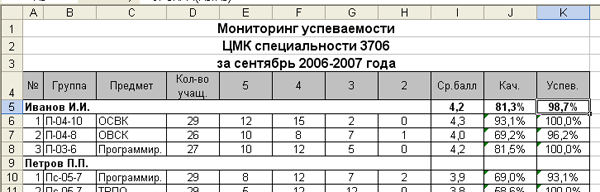 A B C D E F G H I J K
1 Мониторинг успеваемости
2 ЦМК специальности 3706
3 за сентябрь 2006-2007 года
4 № Группа Предмет Кол-во учащ. 5 4 3 2 Ср.балл Кач. Успев.
5 Иванов И.И. 4,2 81,3% 98,7%
6 1 П-04-10 ОСВК 29 12 15 2 0 4,3 93,1% 100,0%
7 2 П-04-8 ОВСК 26 10 8 7 1 4,0 69,2% 96,2%
8 3 П-03-6 Программир. 27 10 12 5 0 4,2 81,5% 100,0%
9 Петров П.П.
10 1 Пс-05-7 Программир. 29 8 12 7 2 3,9 69,0% 93,1%
11 2 Пс-05-7 ТРПО 29 5 12 12 0 3,8 58,6% 100,0%